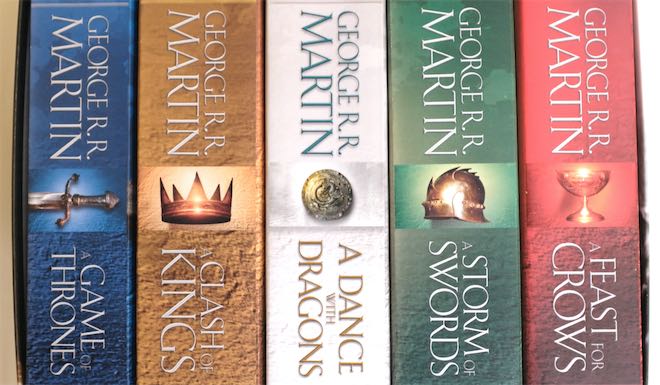 GEORGE R.R.
MARTIN
A GAME OF
THRONES
GEORGE R.R.
MARTIN
A CLASH OF
KINGS
GEORGE R.R.
MARTIN
A DANCE
WITH
DRAGONS
GEORGE R.R.
MARTIN
A STORM OF
SWORDS
GEORGE R.R.
MARTIN
A FEAST FOR
CROWS